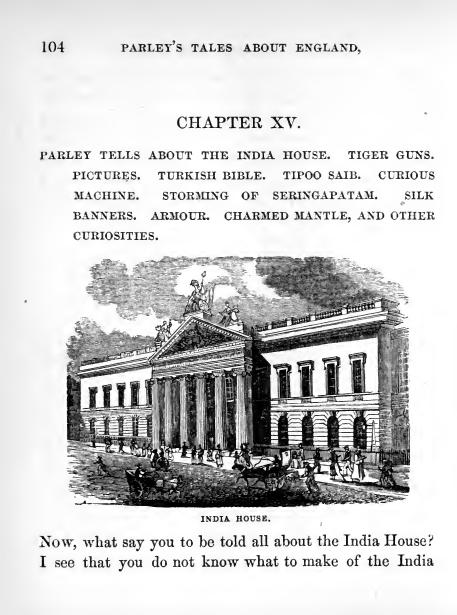 104 PARLEY'S TALES ABOUT ENGLAND,
CHAPTER XV.
PARLEY TELLS ABOUT THE INDIA HOUSE. TIGER GUNS.
PICTURES. TURKISH BIBLE. TIPOO SAIB. CURIOUS
MACHINE. STORMING OF SERINGAPATAM. SILK
BANNERS. ARMOUR. CHARMED MANTLE, AND OTHER
CURIOSITIES.
INDIA HOUSE.
Now, what say you to be told all about the India House?
I see that you do not know what to make of the India